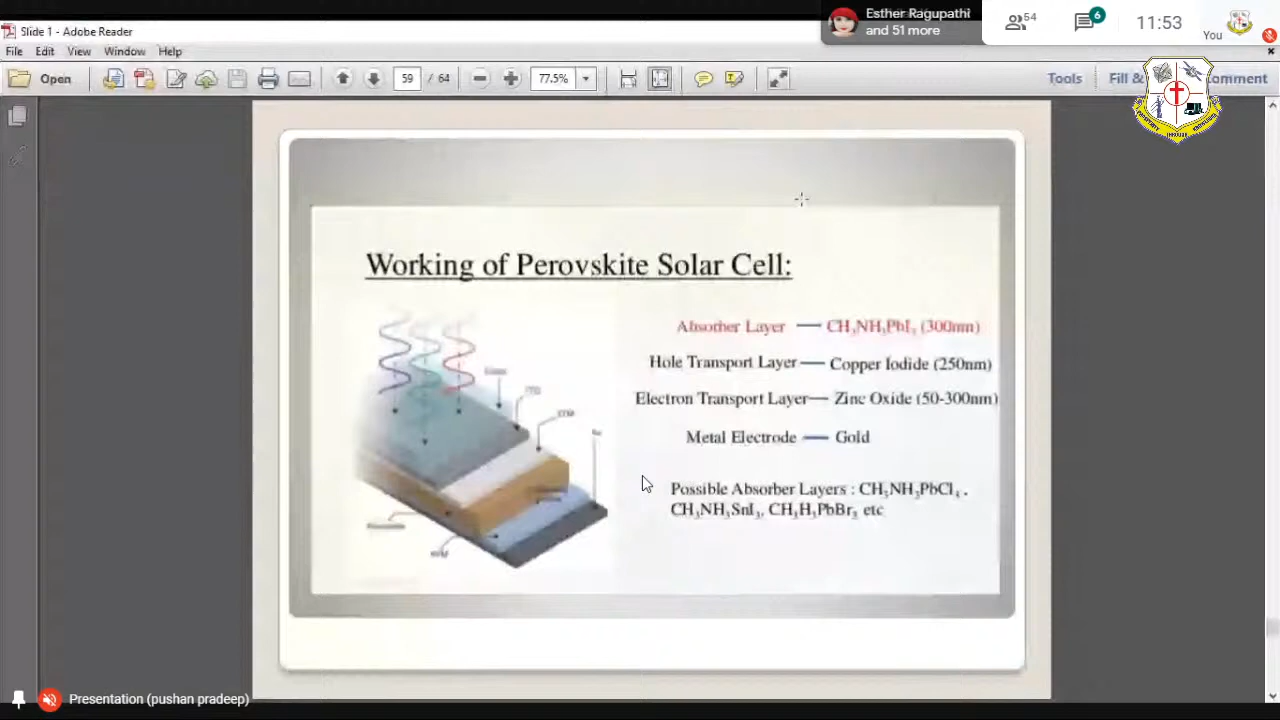 Slide 1 - Adobe Reader
Esther Ragupathi
and 51 more
54
6
11:53
You
File Edit View Window Help
Open
59 / 64
77.5%
Tools
Fill &
Comment
Working of Perovskite Solar Cell:
Absorber Layer — CH₃NH₃PbI₃ (300nm)
Hole Transport Layer — Copper Iodide (250nm)
Electron Transport Layer— Zinc Oxide (50-300nm)
Metal Electrode — Gold
Possible Absorber Layers : CH₃NH₃PbCl₃ .
CH₃NH₃SnI₃, CH₃H₃PbBr₃ etc
Presentation (pushan pradeep)